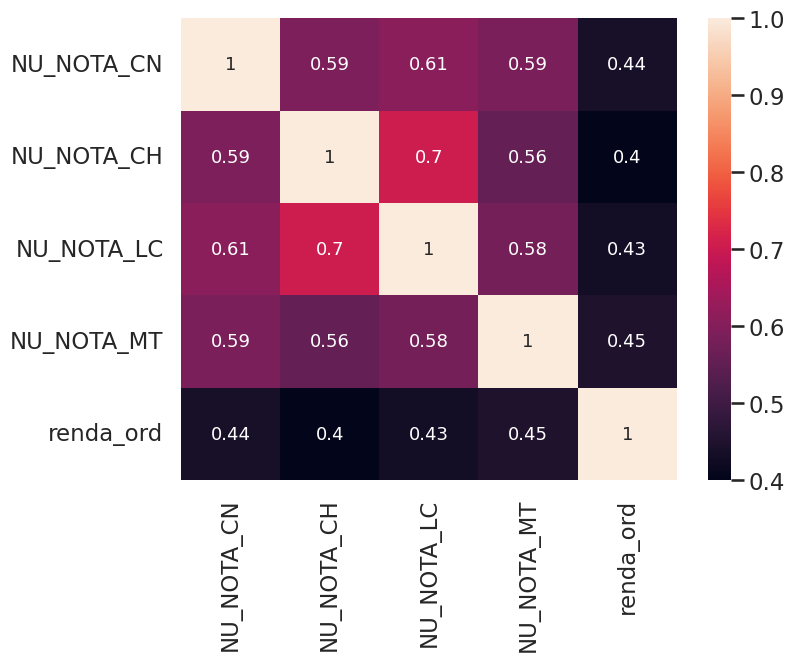 NU_NOTA_CN 1 0.59 0.61 0.59 0.44
NU_NOTA_CH 0.59 1 0.7 0.56 0.4
NU_NOTA_LC 0.61 0.7 1 0.58 0.43
NU_NOTA_MT 0.59 0.56 0.58 1 0.45
renda_ord 0.44 0.4 0.43 0.45 1
NU_NOTA_CN
NU_NOTA_CH
NU_NOTA_LC
NU_NOTA_MT
renda_ord
1.0
0.9
0.8
0.7
0.6
0.5
0.4